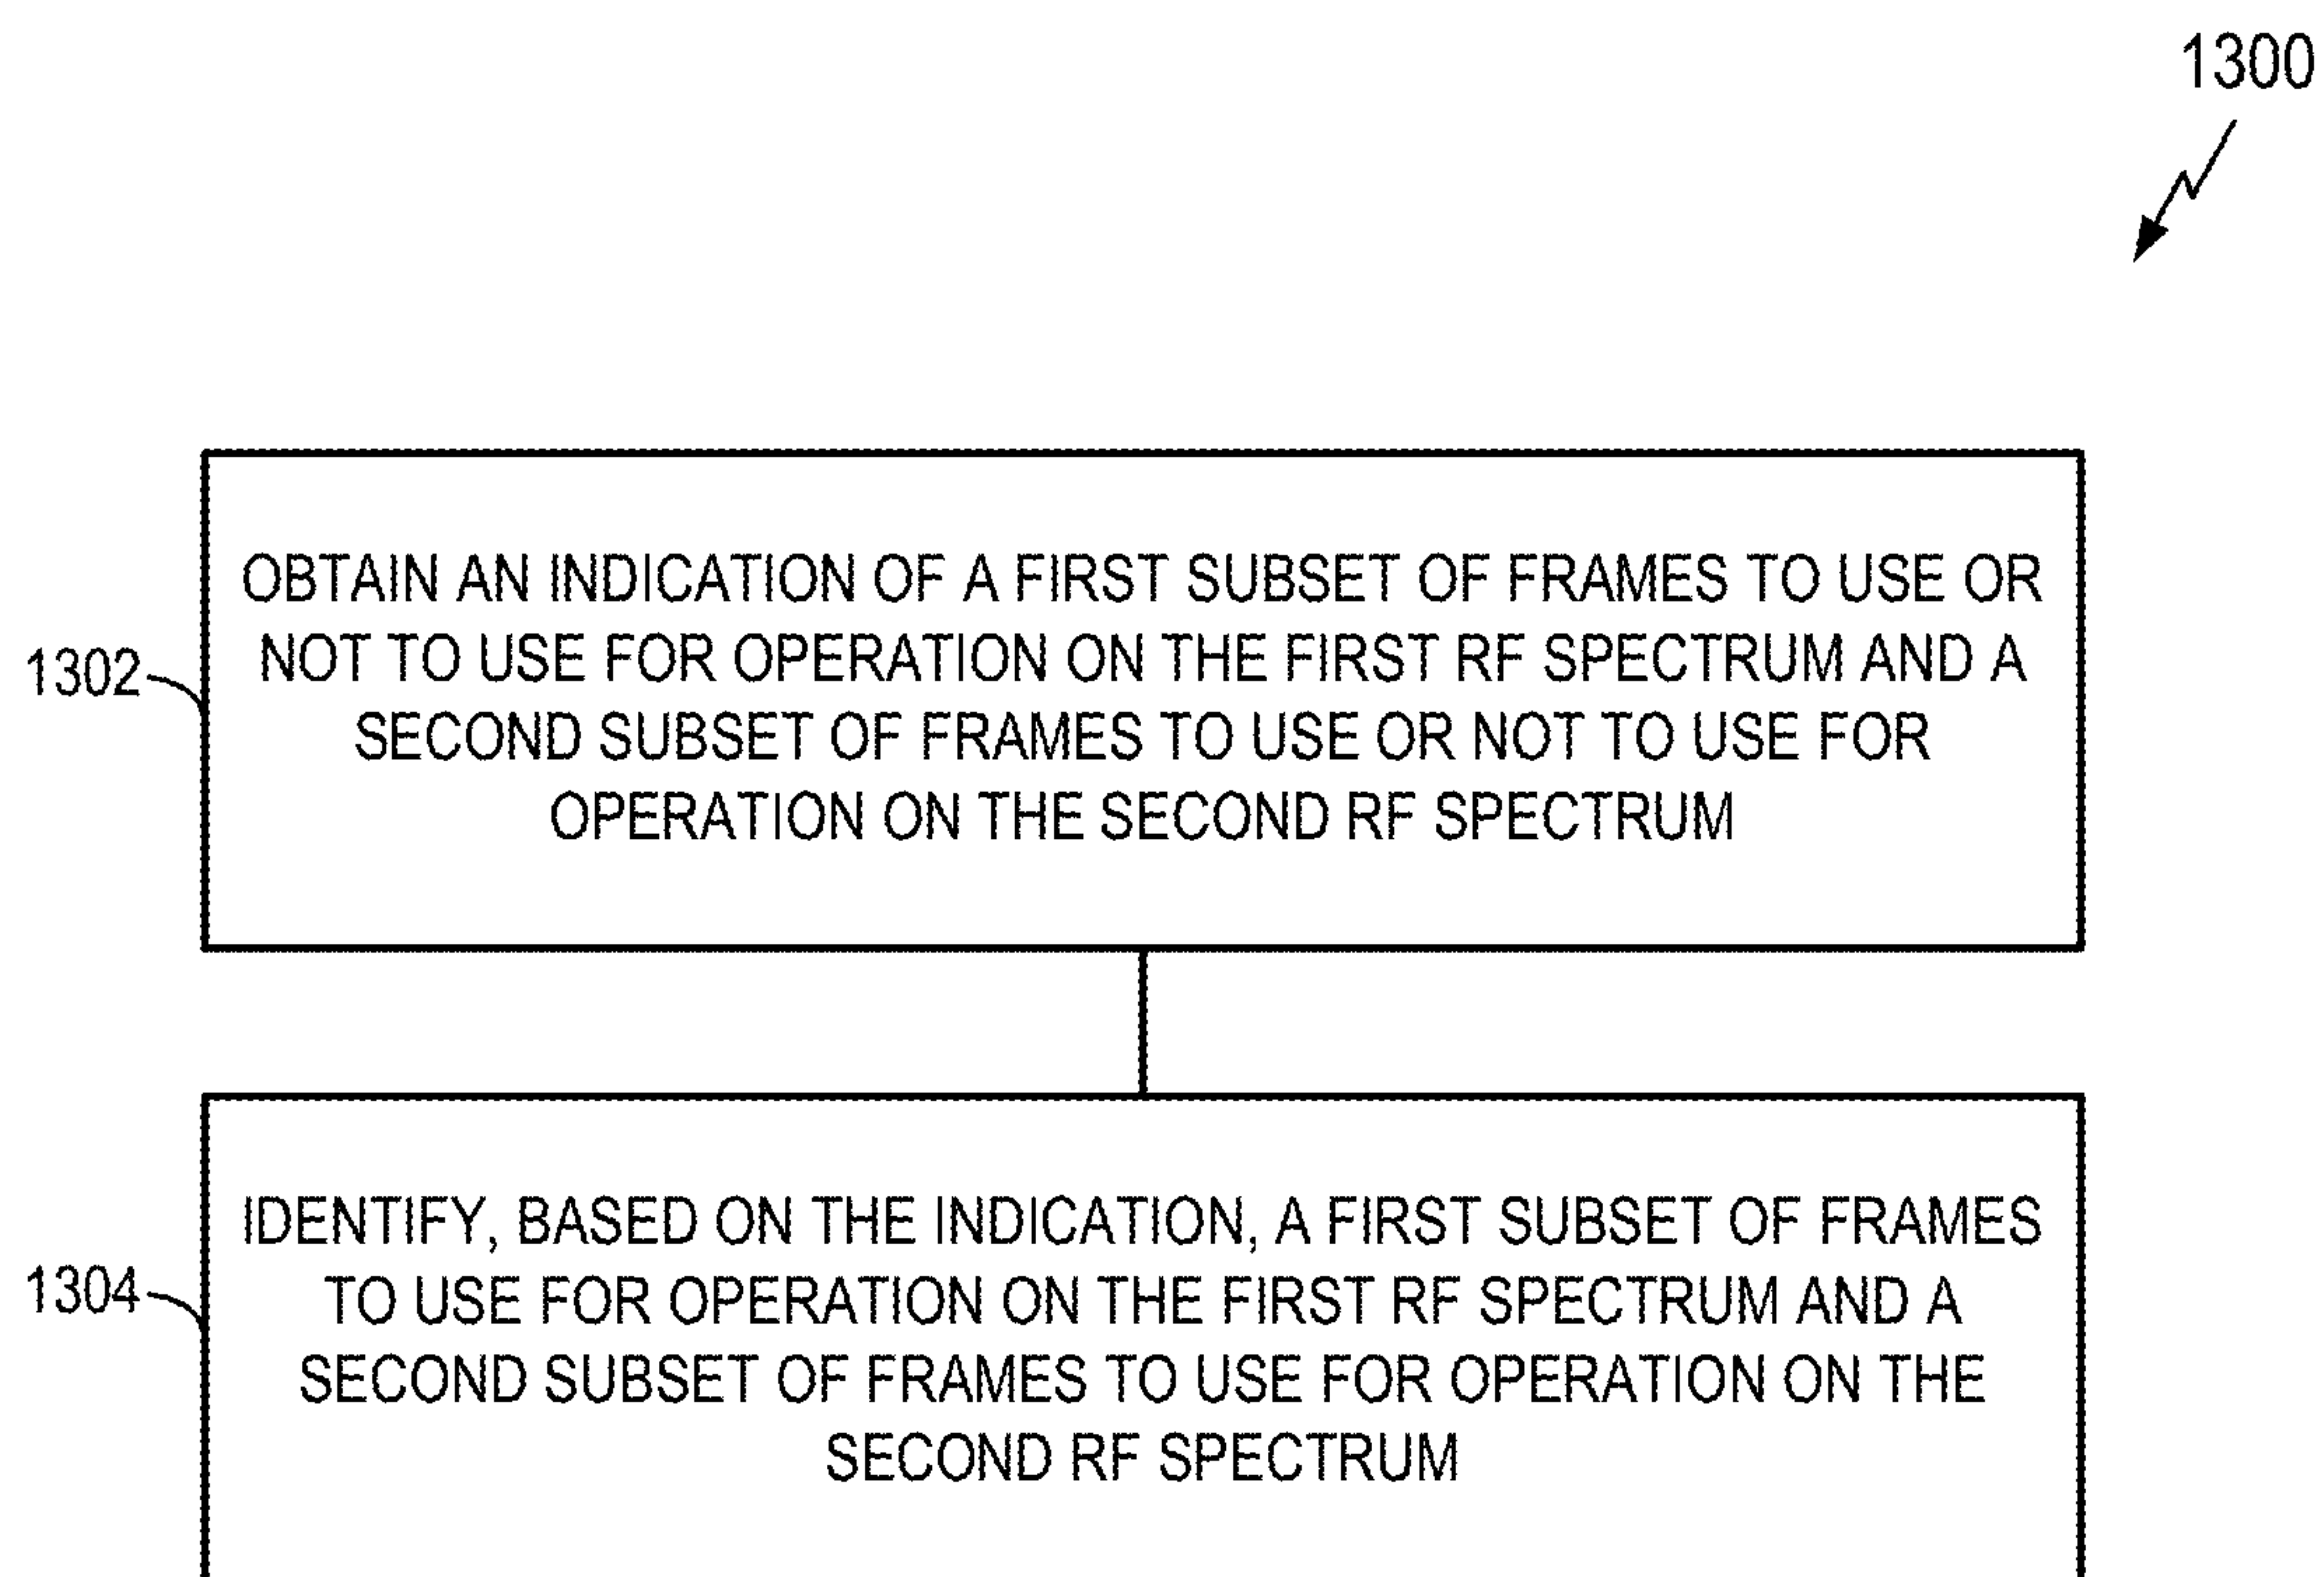 1300
OBTAIN AN INDICATION OF A FIRST SUBSET OF FRAMES TO USE OR
NOT TO USE FOR OPERATION ON THE FIRST RF SPECTRUM AND A
SECOND SUBSET OF FRAMES TO USE OR NOT TO USE FOR
OPERATION ON THE SECOND RF SPECTRUM
1302
IDENTIFY, BASED ON THE INDICATION, A FIRST SUBSET OF FRAMES
TO USE FOR OPERATION ON THE FIRST RF SPECTRUM AND A
SECOND SUBSET OF FRAMES TO USE FOR OPERATION ON THE
SECOND RF SPECTRUM
1304